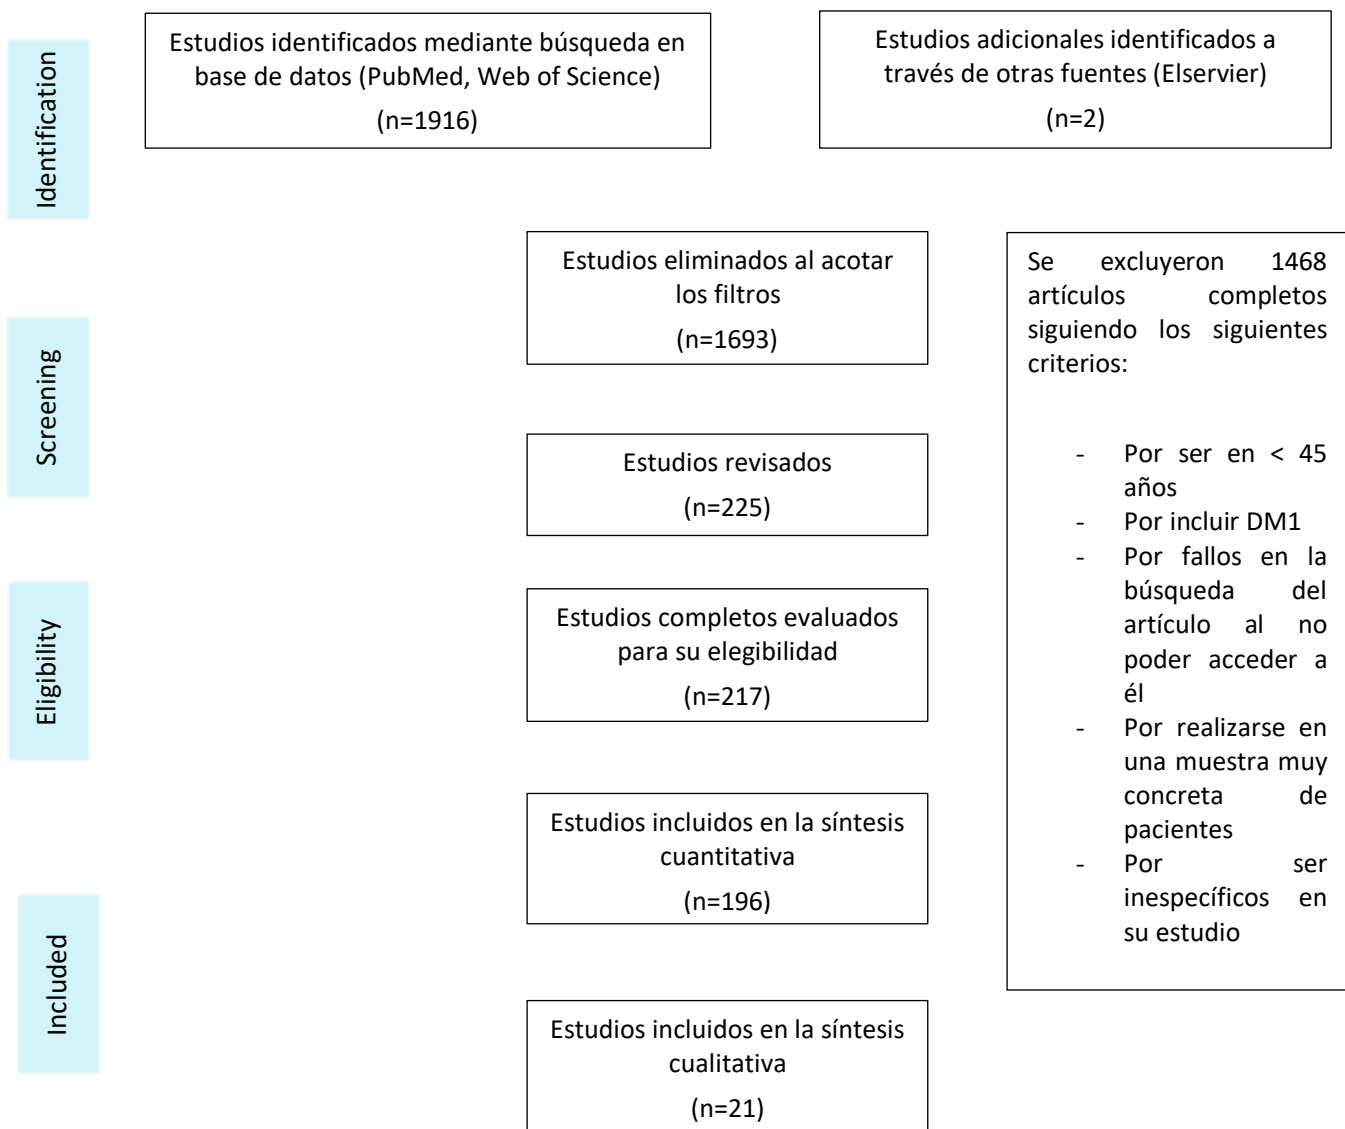 Identification
Estudios identificados mediante búsqueda en
base de datos (PubMed, Web of Science)
(n=1916)
Estudios adicionales identificados a
través de otras fuentes (Elservier)
(n=2)
Screening
Estudios eliminados al acotar
los filtros
(n=1693)
Estudios revisados
(n=225)
Se excluyeron 1468
artículos completos
siguiendo los siguientes
criterios:
- Por ser en < 45
años
- Por incluir DM1
- Por fallos en la
búsqueda del
artículo al no
poder acceder a
él
- Por realizarse en
una muestra muy
concreta de
pacientes
- Por ser
inespecíficos en
su estudio
Eligibility
Estudios completos evaluados
para su elegibilidad
(n=217)
Included
Estudios incluidos en la síntesis
cuantitativa
(n=196)
Estudios incluidos en la síntesis
cualitativa
(n=21)